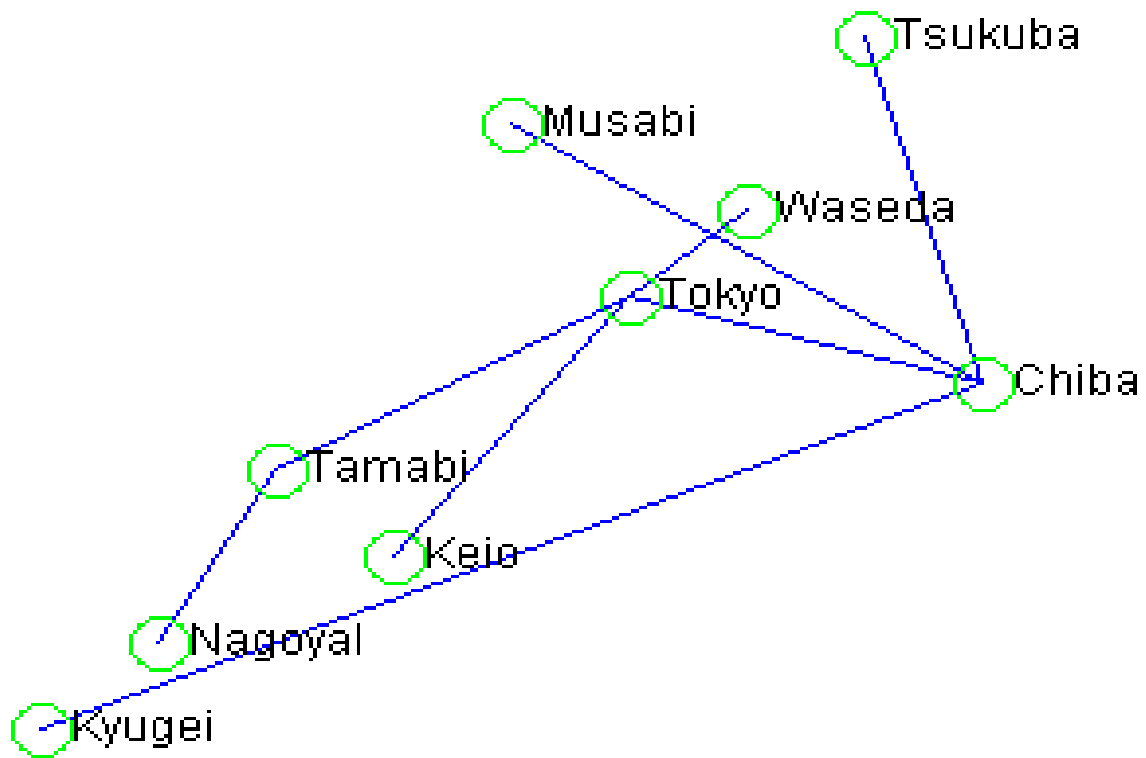 Tsukuba
Musabi
Waseda
Tokyo
Chiba
Tamabi
Keio
Nagoyal
Kyugei